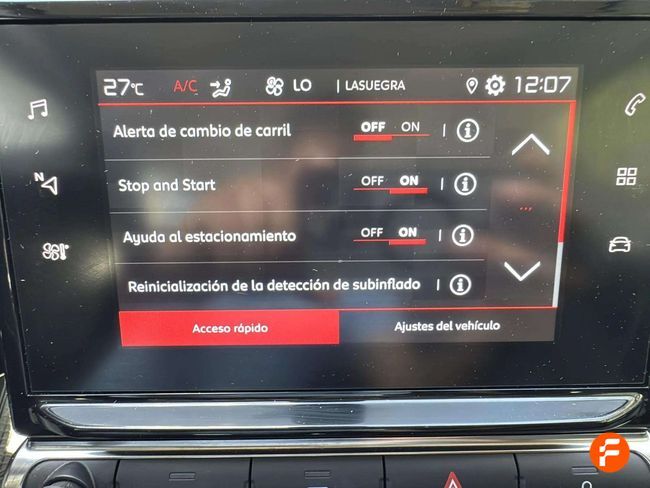 27°C A/C LO | LASUEGRA 12:07
Alerta de cambio de carril OFF ON
Stop and Start OFF ON
Ayuda al estacionamiento OFF ON
Reinicialización de la detección de subinflado
Acceso rápido Ajustes del vehículo
N